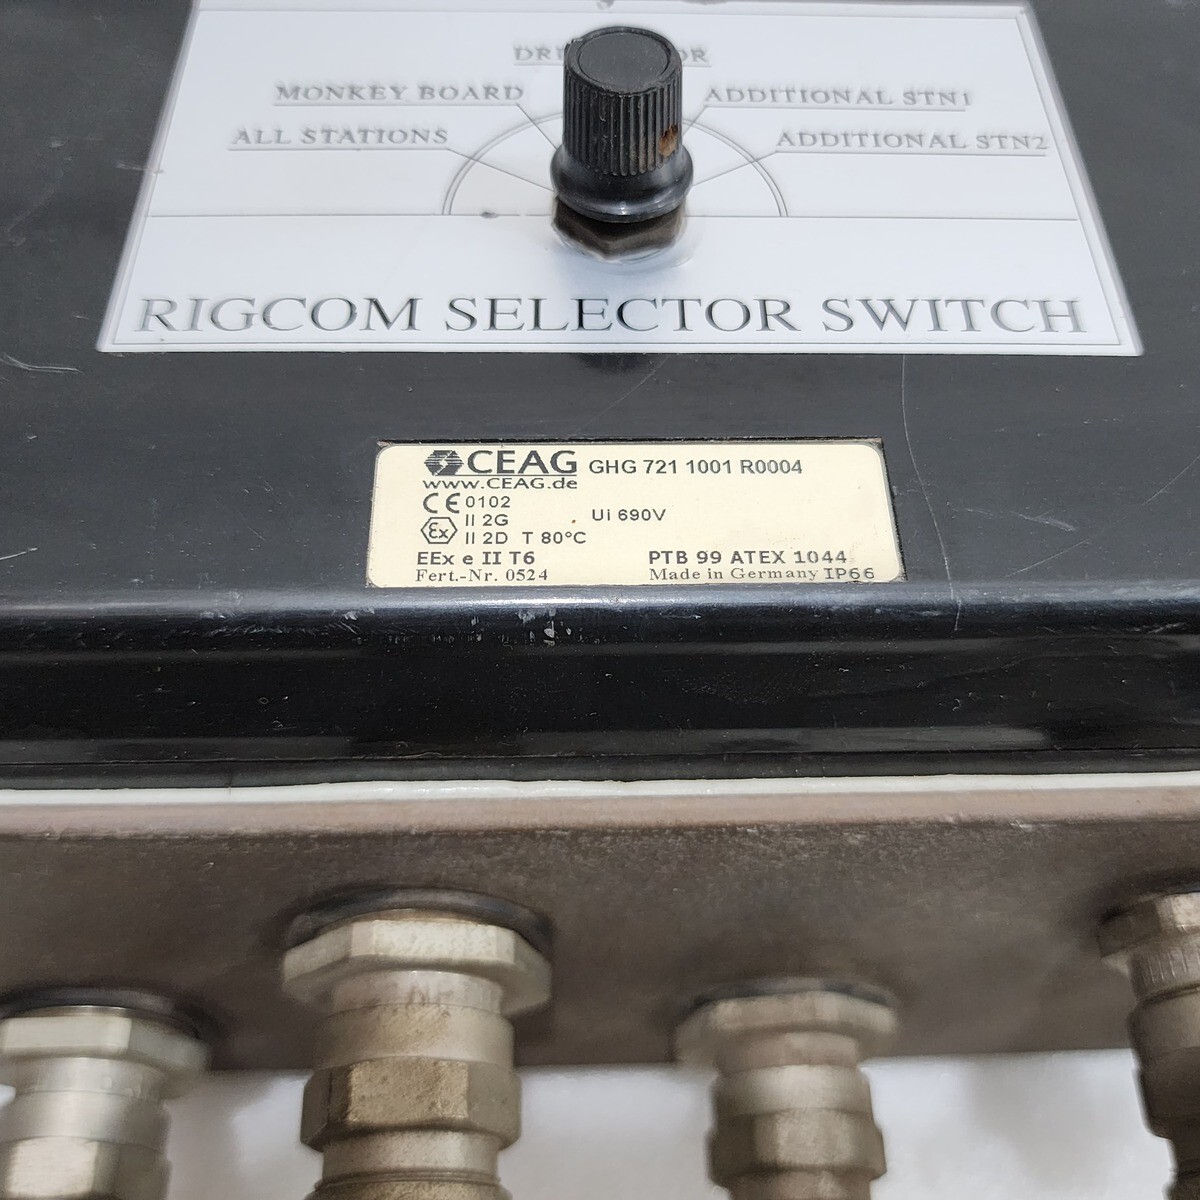 MONKEY BOARD
ADDITIONAL STN1
ALL STATIONS
ADDITIONAL STN2
RIGCOM SELECTOR SWITCH
CEAG GHG 721 1001 R0004
www.CEAG.de
CE 0102
Ex II 2G Ui 690V
II 2D T 80°C
EEx e II T6 PTB 99 ATEX 1044
Fert.-Nr. 0524 Made in Germany IP66